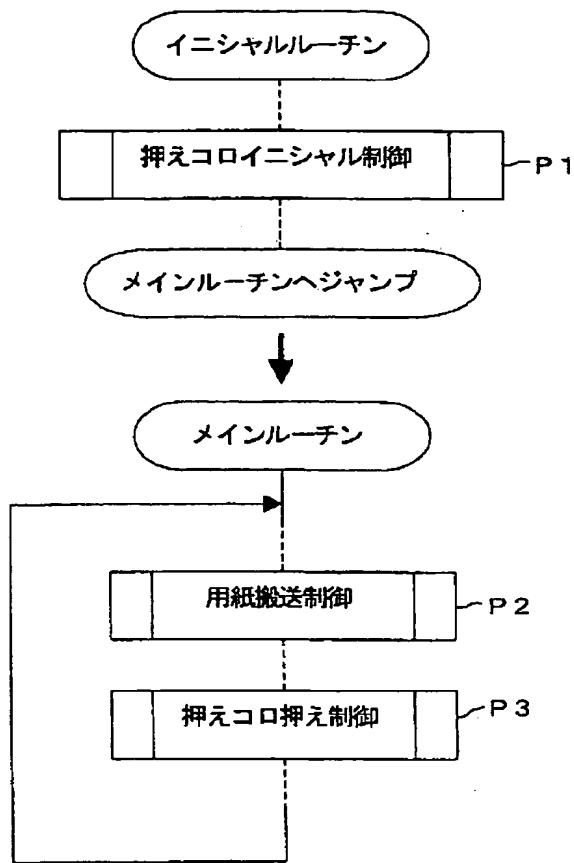 イニシャルルーチン
押えコロイニシャル制御
P1
メインルーチンへジャンプ
メインルーチン
用紙搬送制御
P2
押えコロ押え制御
P3